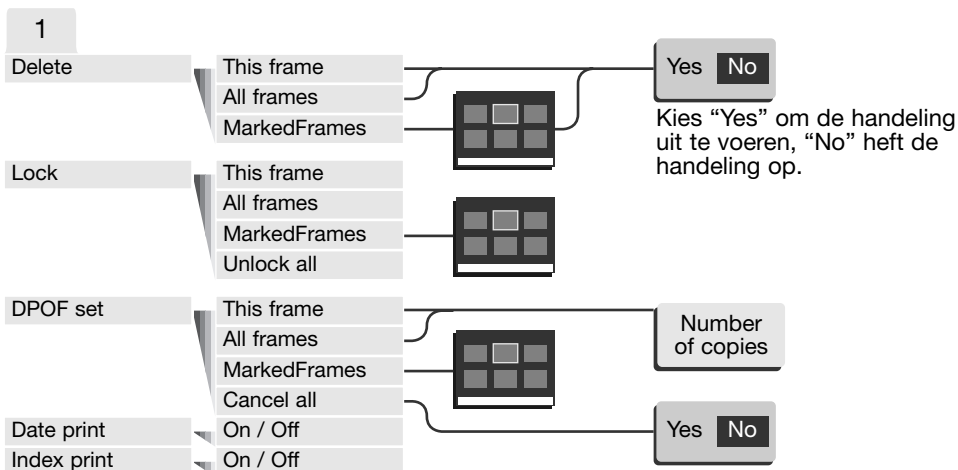 1
Delete
This frame
All frames
MarkedFrames
Yes No
Kies “Yes” om de handeling
uit te voeren, “No” heft de
handeling op.
Lock
This frame
All frames
MarkedFrames
Unlock all
DPOF set
This frame
All frames
MarkedFrames
Cancel all
Number
of copies
Yes No
Date print
On / Off
Index print
On / Off